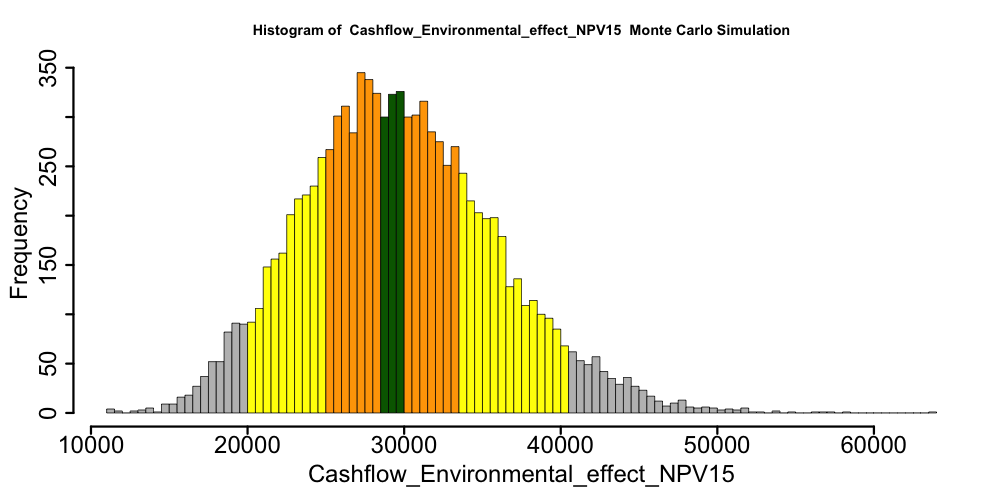 Histogram of  Cashflow_Environmental_effect_NPV15  Monte Carlo Simulation
Frequency
350
250
150
50
0
10000 20000 30000 40000 50000 60000
Cashflow_Environmental_effect_NPV15